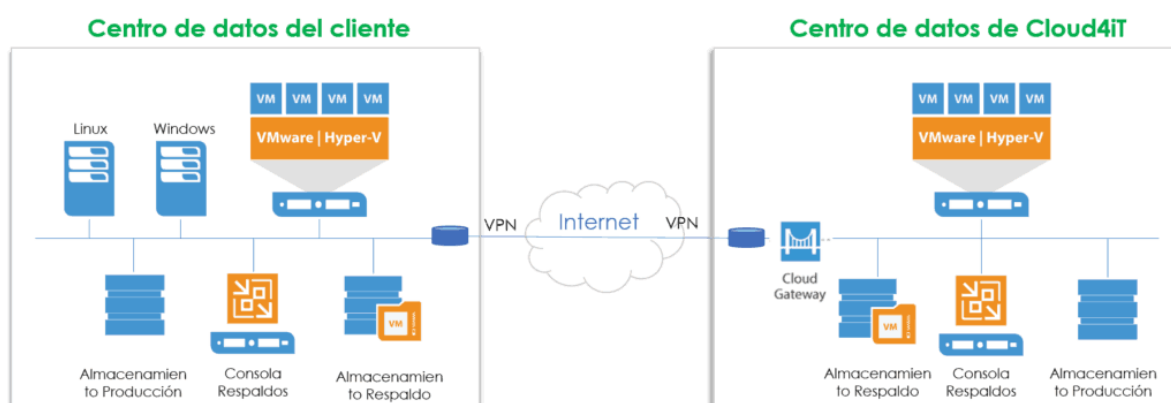 Centro de datos del cliente
Centro de datos de Cloud4iT
VM VM VM VM
VMware | Hyper-V
Linux
Windows
VPN
Internet
VPN
VM VM VM VM
VMware | Hyper-V
Cloud
Gateway
VM
Almacenamien
to Producción
Consola
Respaldos
Almacenamien
to Respaldo
VM
Almacenamien
to Respaldo
Consola
Respaldos
Almacenamien
to Producción